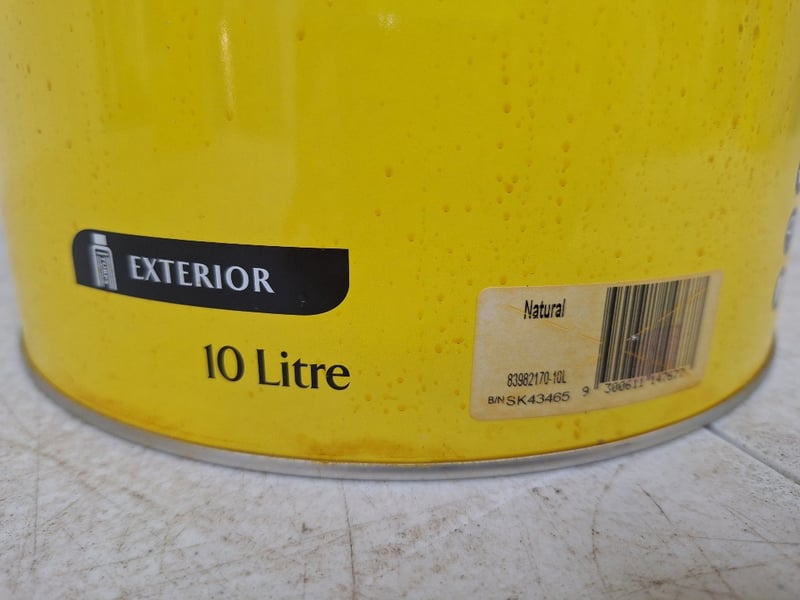 EXTERIOR
10 Litre
Natural
83982170-10L
B/N SK43465